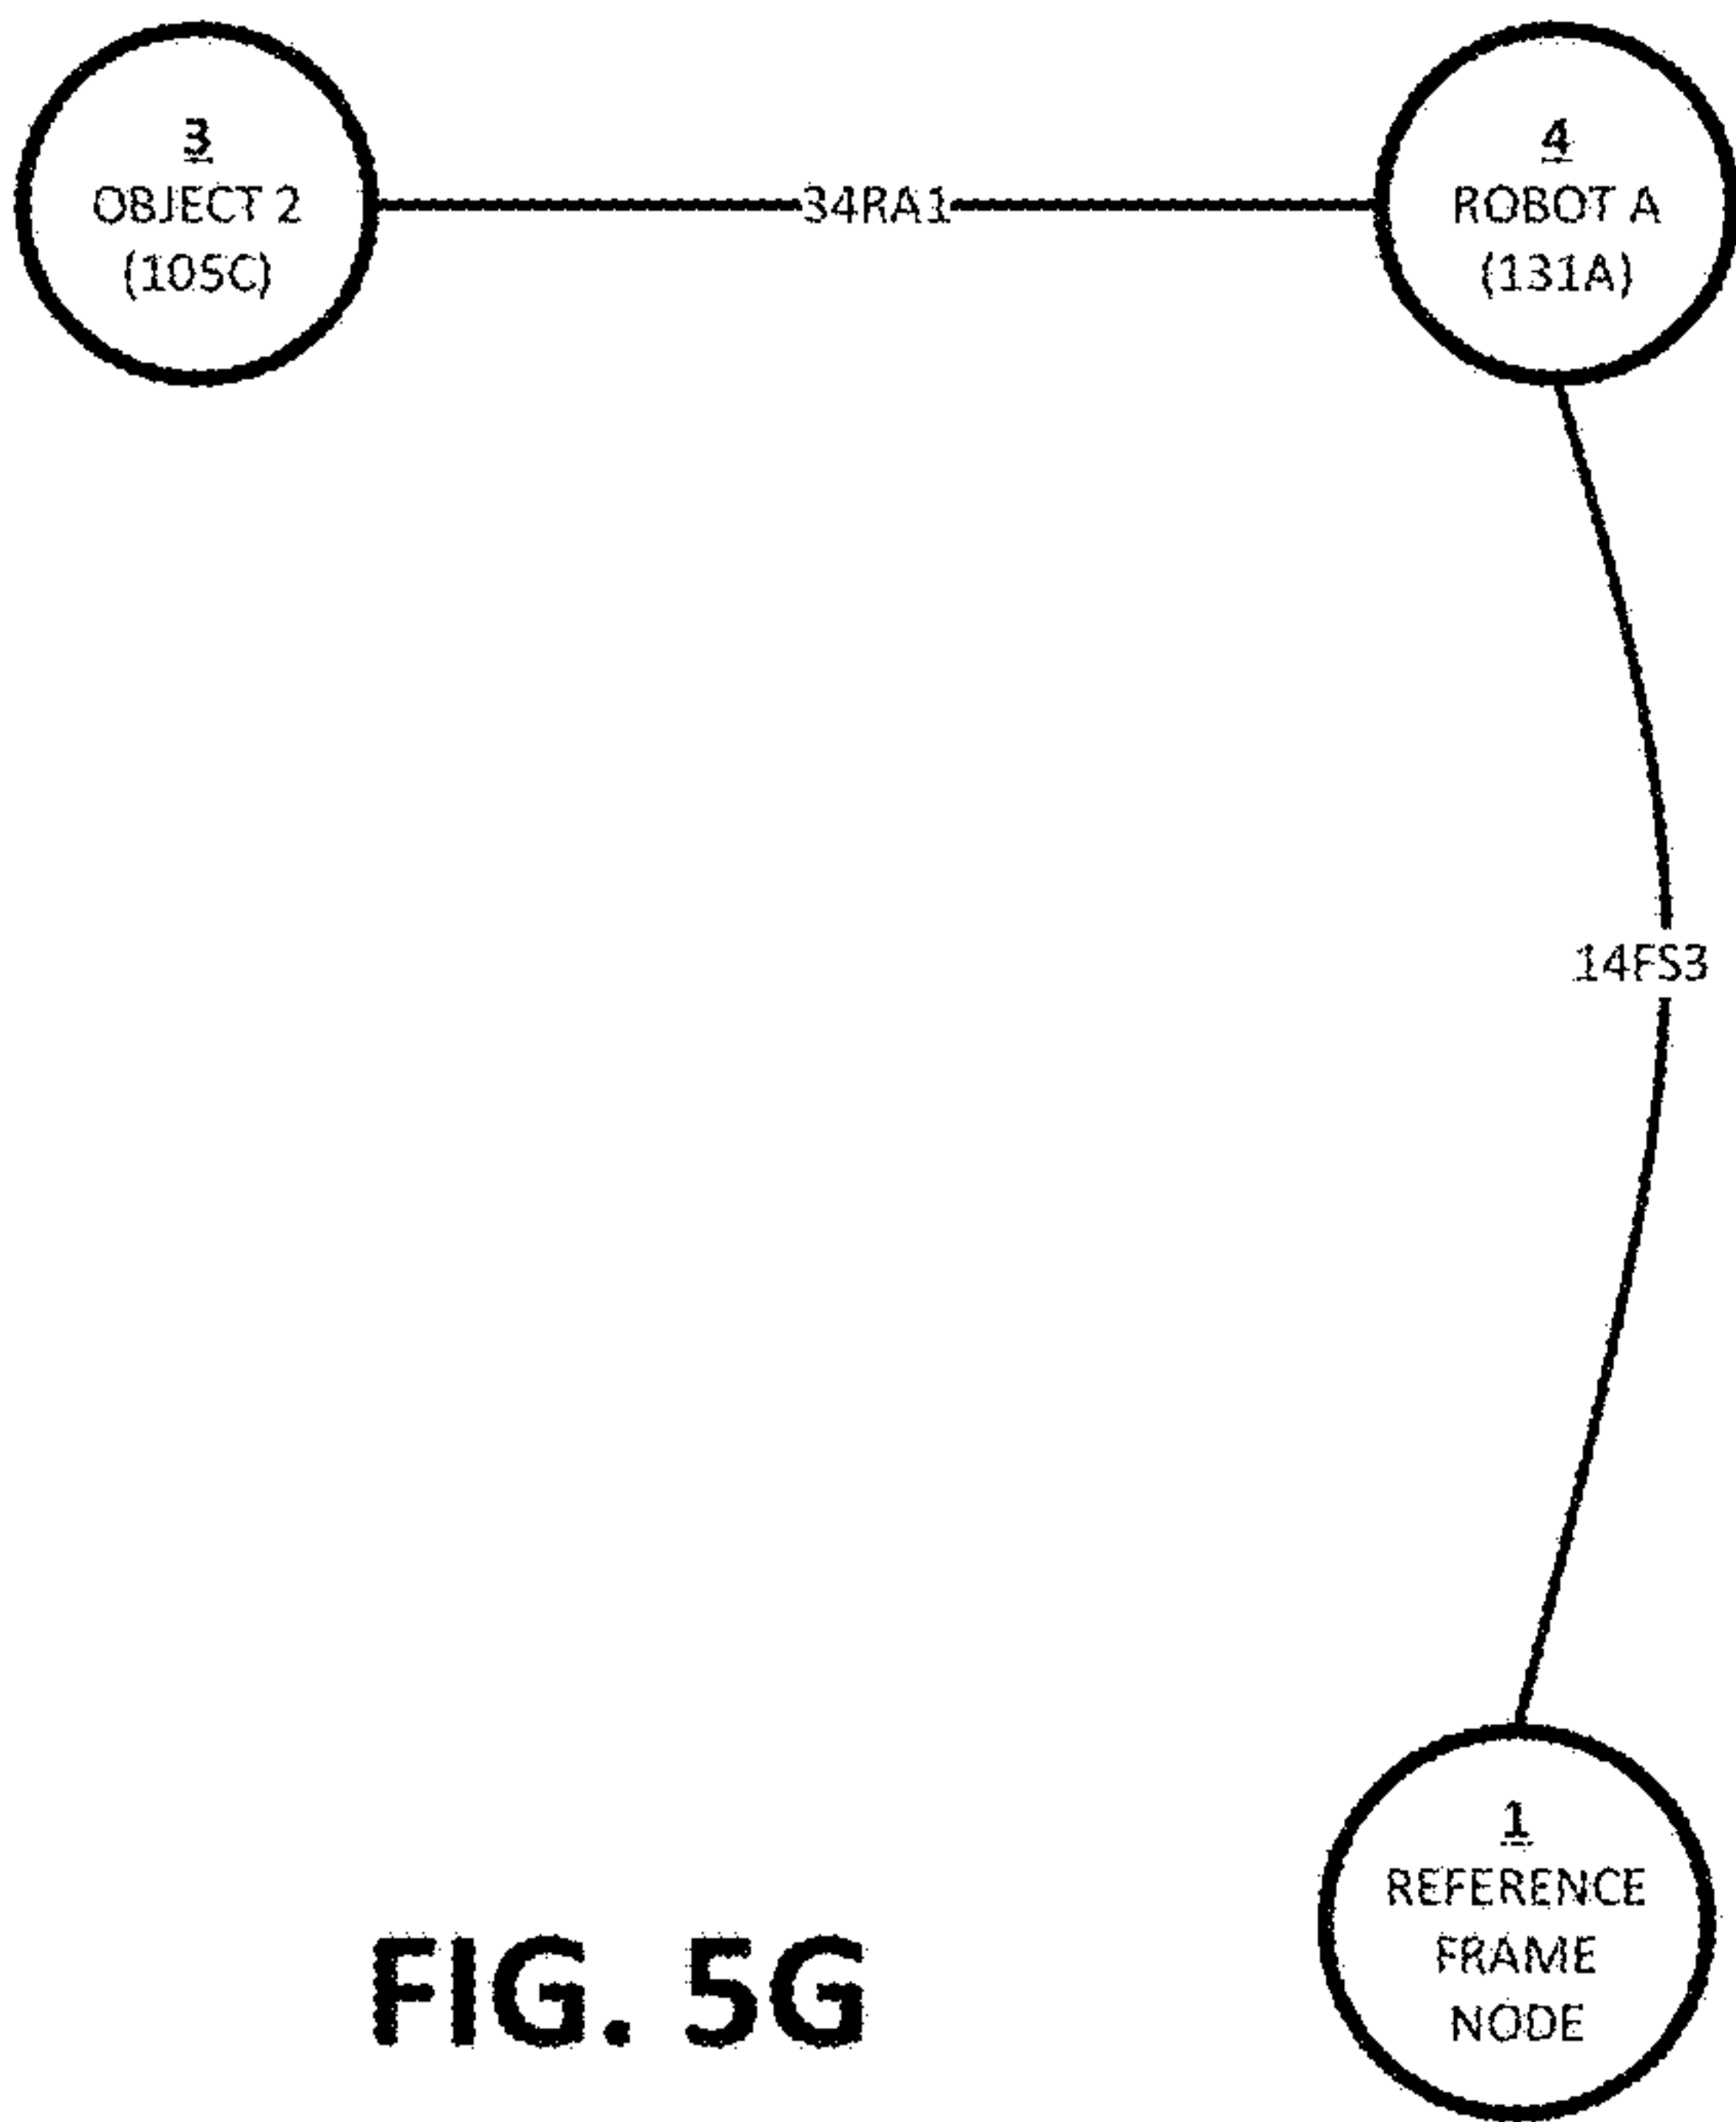 3
OBJECT 2
(105C)
34RA1
4
ROBOT A
(131A)
14FS3
1
REFERENCE
FRAME
NODE
FIG. 5G